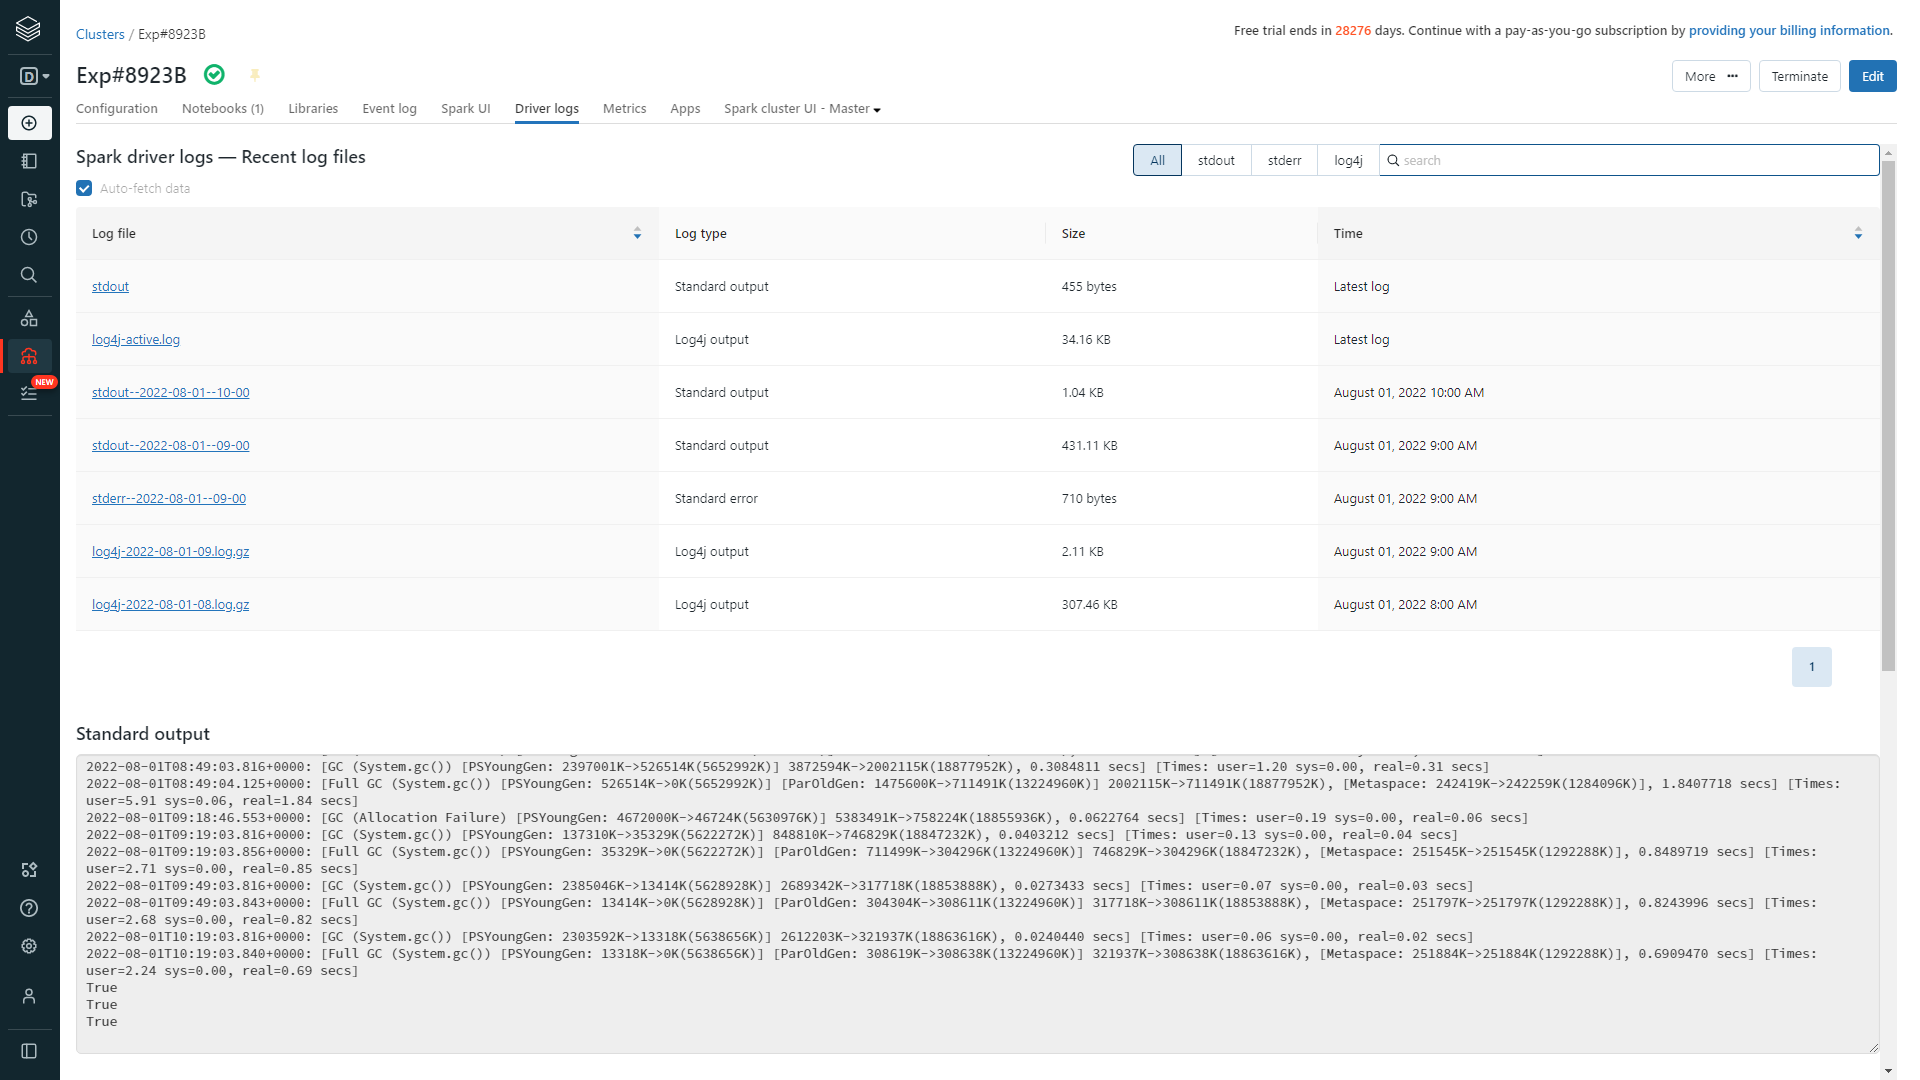 Clusters / Exp#8923B
Free trial ends in 28276 days. Continue with a pay-as-you-go subscription by providing your billing information.
D
Exp#8923B
More ··· Terminate Edit
Configuration Notebooks (1) Libraries Event log Spark UI Driver logs Metrics Apps Spark cluster UI - Master
Spark driver logs — Recent log files
All stdout stderr log4j search
Auto-fetch data
Log file Log type Size Time
stdout Standard output 455 bytes Latest log
log4j-active.log Log4j output 34.16 KB Latest log
NEW
stdout--2022-08-01--10-00 Standard output 1.04 KB August 01, 2022 10:00 AM
stdout--2022-08-01--09-00 Standard output 431.11 KB August 01, 2022 9:00 AM
stderr--2022-08-01--09-00 Standard error 710 bytes August 01, 2022 9:00 AM
log4j-2022-08-01-09.log.gz Log4j output 2.11 KB August 01, 2022 9:00 AM
log4j-2022-08-01-08.log.gz Log4j output 307.46 KB August 01, 2022 8:00 AM
1
Standard output
2022-08-01T08:49:03.816+0000: [GC (System.gc()) [PSYoungGen: 2397001K->526514K(5652992K)] 3872594K->2002115K(18877952K), 0.3084811 secs] [Times: user=1.20 sys=0.00, real=0.31 secs]
2022-08-01T08:49:04.125+0000: [Full GC (System.gc()) [PSYoungGen: 526514K->0K(5652992K)] [ParOldGen: 1475600K->711491K(13224960K)] 2002115K->711491K(18877952K), [Metaspace: 242419K->242259K(1284096K)], 1.8407718 secs] [Times:
user=5.91 sys=0.06, real=1.84 secs]
2022-08-01T09:18:46.553+0000: [GC (Allocation Failure) [PSYoungGen: 4672000K->46724K(5630976K)] 5383491K->758224K(18855936K), 0.0622764 secs] [Times: user=0.19 sys=0.00, real=0.06 secs]
2022-08-01T09:19:03.816+0000: [GC (System.gc()) [PSYoungGen: 137310K->35329K(5622272K)] 848810K->746829K(18847232K), 0.0403212 secs] [Times: user=0.13 sys=0.00, real=0.04 secs]
2022-08-01T09:19:03.856+0000: [Full GC (System.gc()) [PSYoungGen: 35329K->0K(5622272K)] [ParOldGen: 711499K->304296K(13224960K)] 746829K->304296K(18847232K), [Metaspace: 251545K->251545K(1292288K)], 0.8489719 secs] [Times:
user=2.71 sys=0.00, real=0.85 secs]
2022-08-01T09:49:03.816+0000: [GC (System.gc()) [PSYoungGen: 2385046K->13414K(5628928K)] 2689342K->317718K(18853888K), 0.0273433 secs] [Times: user=0.07 sys=0.00, real=0.03 secs]
2022-08-01T09:49:03.843+0000: [Full GC (System.gc()) [PSYoungGen: 13414K->0K(5628928K)] [ParOldGen: 304304K->308611K(13224960K)] 317718K->308611K(18853888K), [Metaspace: 251797K->251797K(1292288K)], 0.8243996 secs] [Times:
user=2.68 sys=0.00, real=0.82 secs]
2022-08-01T10:19:03.816+0000: [GC (System.gc()) [PSYoungGen: 2303592K->13318K(5638656K)] 2612203K->321937K(18863616K), 0.0240440 secs] [Times: user=0.06 sys=0.00, real=0.02 secs]
2022-08-01T10:19:03.840+0000: [Full GC (System.gc()) [PSYoungGen: 13318K->0K(5638656K)] [ParOldGen: 308619K->308638K(13224960K)] 321937K->308638K(18863616K), [Metaspace: 251884K->251884K(1292288K)], 0.6909470 secs] [Times:
user=2.24 sys=0.00, real=0.69 secs]
True
True
True